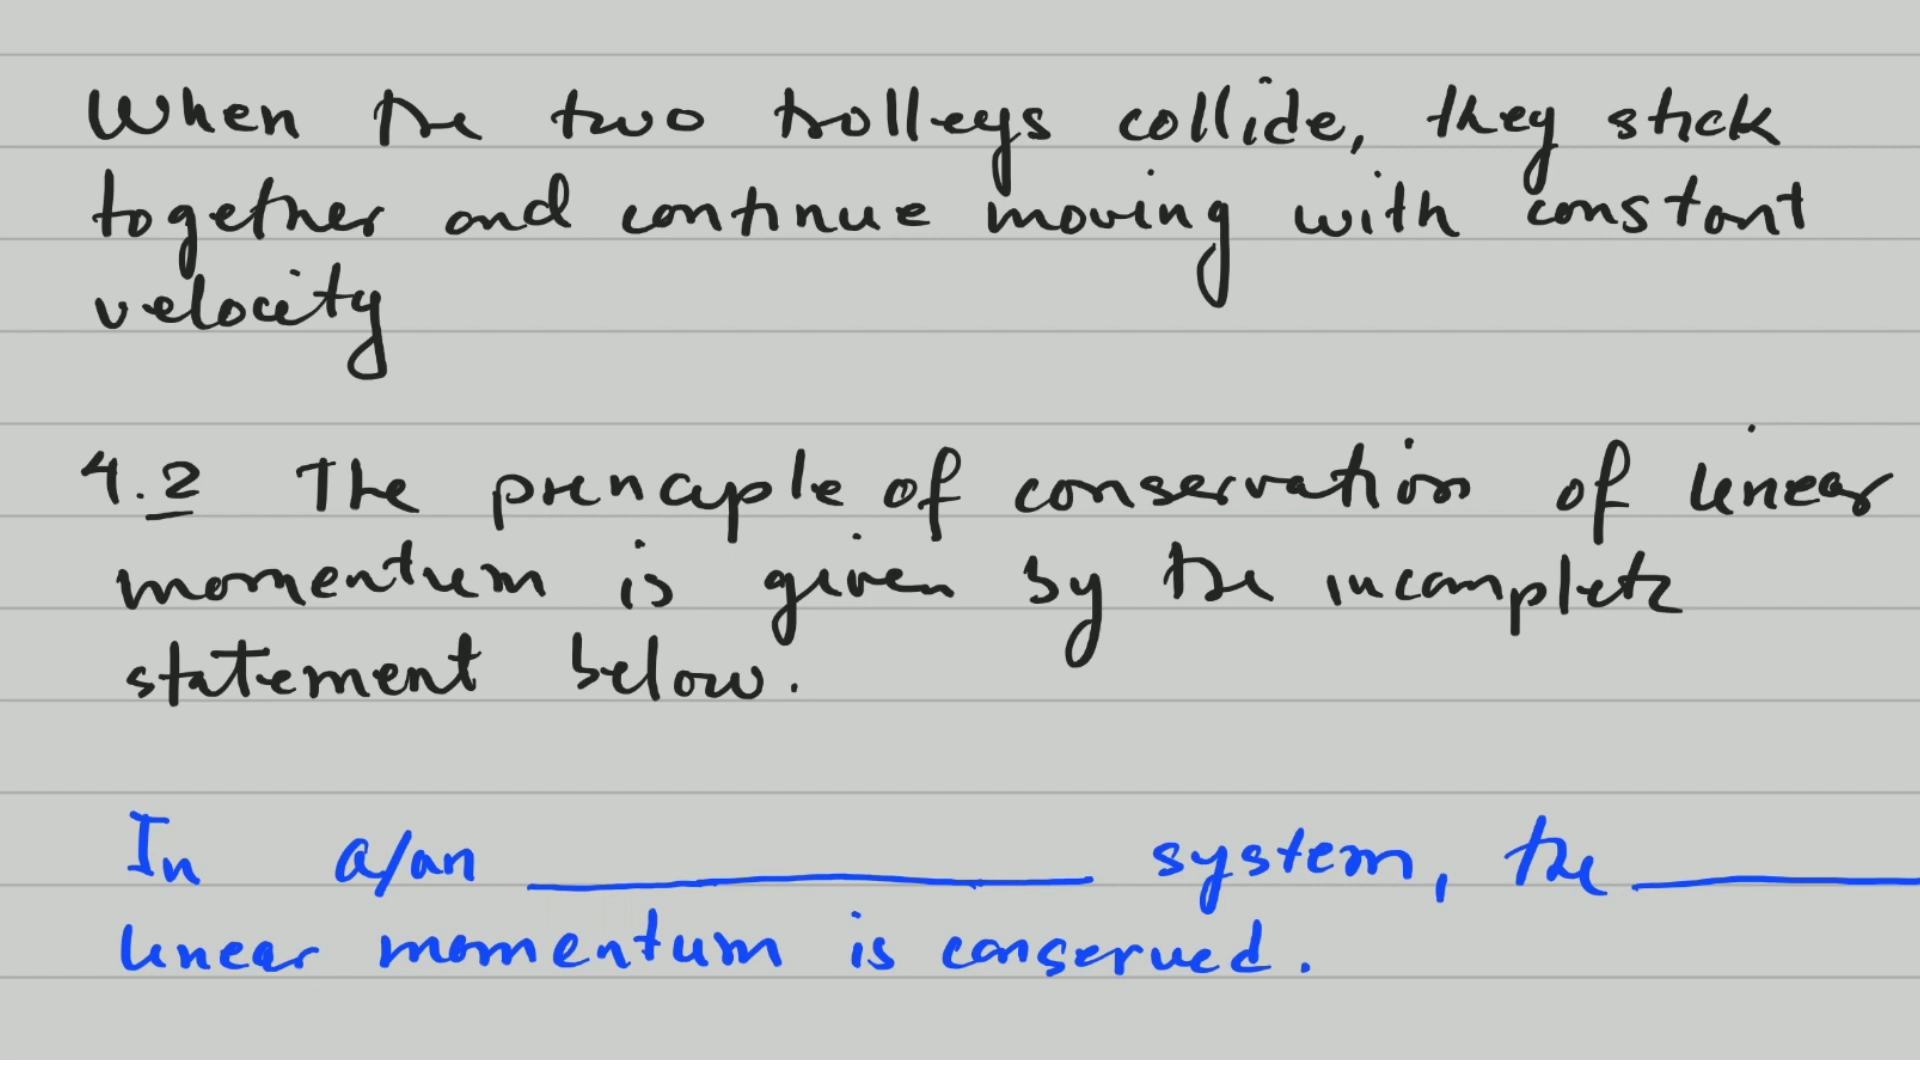 When the two trolleys collide, they stick
together and continue moving with constant
velocity
4.2 The principle of conservation of linear
momentum is given by the incomplete
statement below.
In a/an __________ system, the ______
linear momentum is conserved.